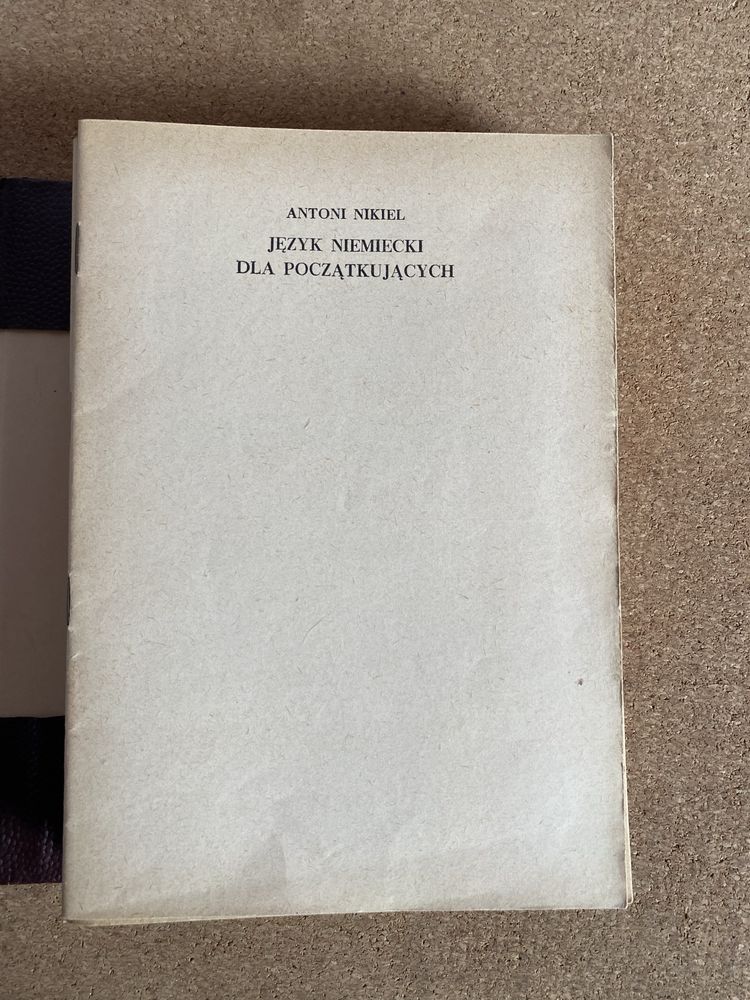 ANTONI NIKIEL
JĘZYK NIEMIECKI
DLA POCZĄTKUJĄCYCH